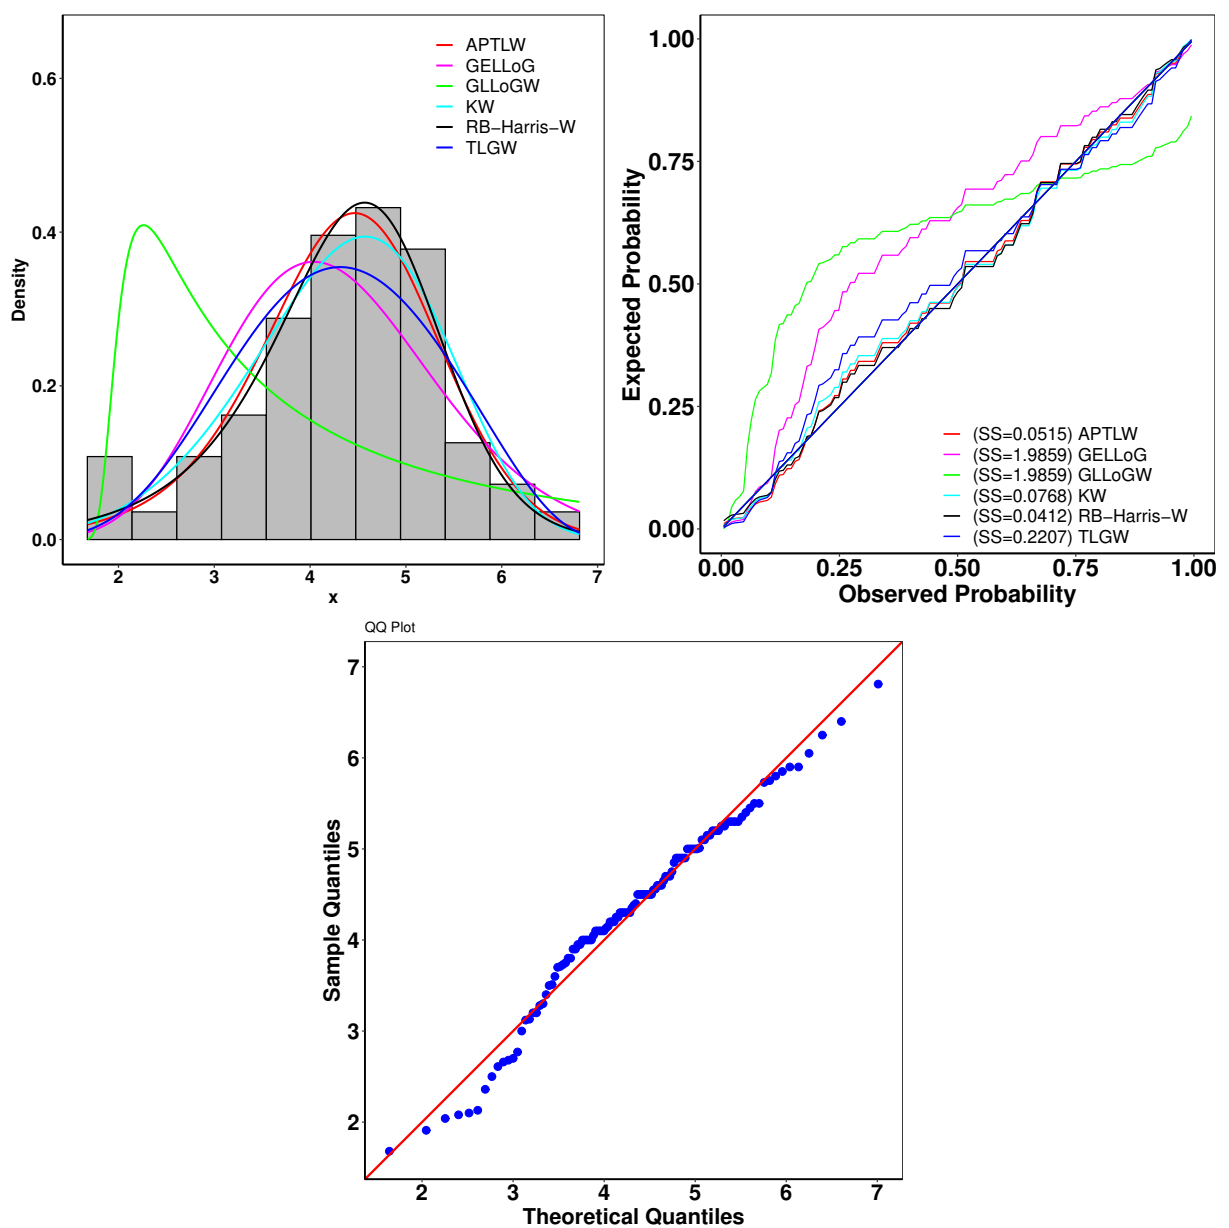 APTLW
GELLoG
GLLoGW
KW
RB−Harris−W
TLGW
0.6
0.4
0.2
0.0
Density
2 3 4 5 6 7
x
1.00
0.75
0.50
0.25
0.00
Expected Probability
(SS=0.0515) APTLW
(SS=1.9859) GELLoG
(SS=1.9859) GLLoGW
(SS=0.0768) KW
(SS=0.0412) RB−Harris−W
(SS=0.2207) TLGW
0.00 0.25 0.50 0.75 1.00
Observed Probability
QQ Plot
7
6
5
4
3
2
Sample Quantiles
2 3 4 5 6 7
Theoretical Quantiles